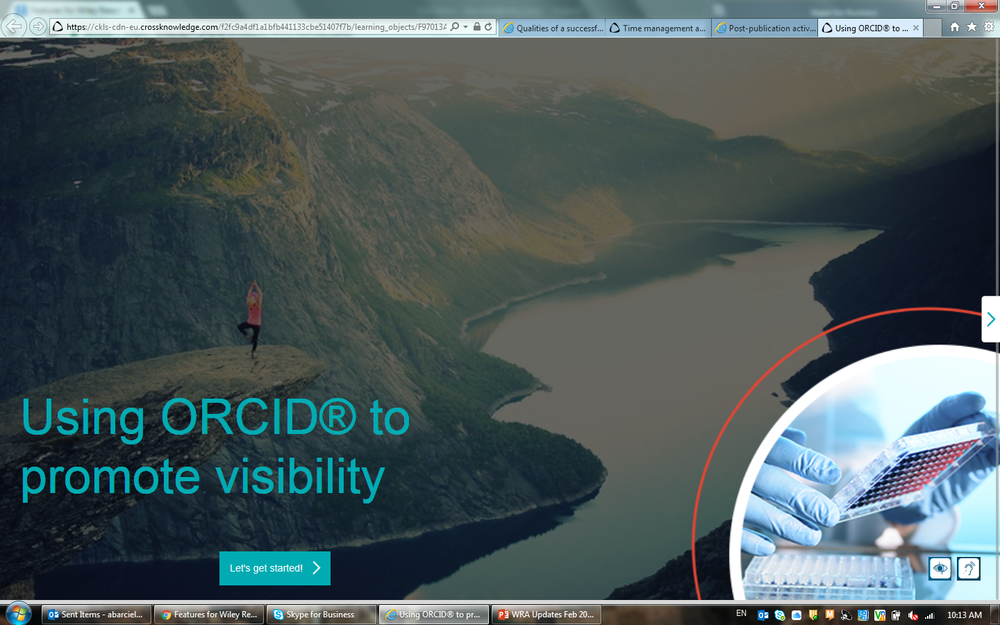 https://ckls-cdn-eu.crossknowledge.com/f2fc9a4df1a1bfb441133cbe51407f7b/learning_objects/F97013A
Qualities of a successf...
Time management a...
Post-publication activ...
Using ORCID® to ...
Using ORCID® to
promote visibility
Let's get started!
Sent Items - abarciel...
Features for Wiley Re...
Skype for Business
Using ORCID® to pr...
WRA Updates Feb 20...
EN
10:13 AM